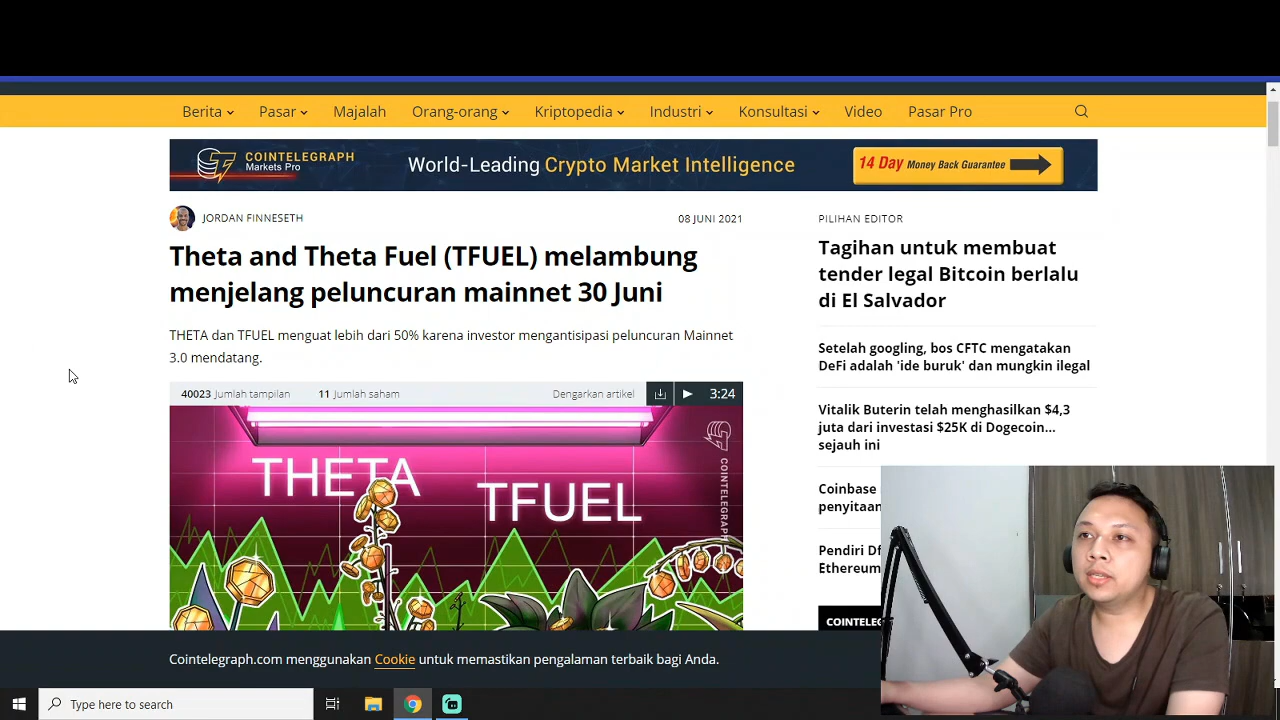 Berita Pasar Majalah Orang-orang Kriptopedia Industri Konsultasi Video Pasar Pro
COINTELEGRAPH
Markets Pro
World-Leading Crypto Market Intelligence
14 Day Money Back Guarantee
JORDAN FINNESETH
08 JUNI 2021
Theta and Theta Fuel (TFUEL) melambung
menjelang peluncuran mainnet 30 Juni
THETA dan TFUEL menguat lebih dari 50% karena investor mengantisipasi peluncuran Mainnet
3.0 mendatang.
40023 Jumlah tampilan 11 Jumlah saham Dengarkan artikel 3:24
THETA
TFUEL
COINTELEGRAPH
PILIHAN EDITOR
Tagihan untuk membuat
tender legal Bitcoin berlalu
di El Salvador
Setelah googling, bos CFTC mengatakan
DeFi adalah 'ide buruk' dan mungkin ilegal
Vitalik Buterin telah menghasilkan $4,3
juta dari investasi $25K di Dogecoin...
sejauh ini
Coinbase
penyitaan
Pendiri
Ethereum
Cointelegraph.com menggunakan Cookie untuk memastikan pengalaman terbaik bagi Anda.
Type here to search